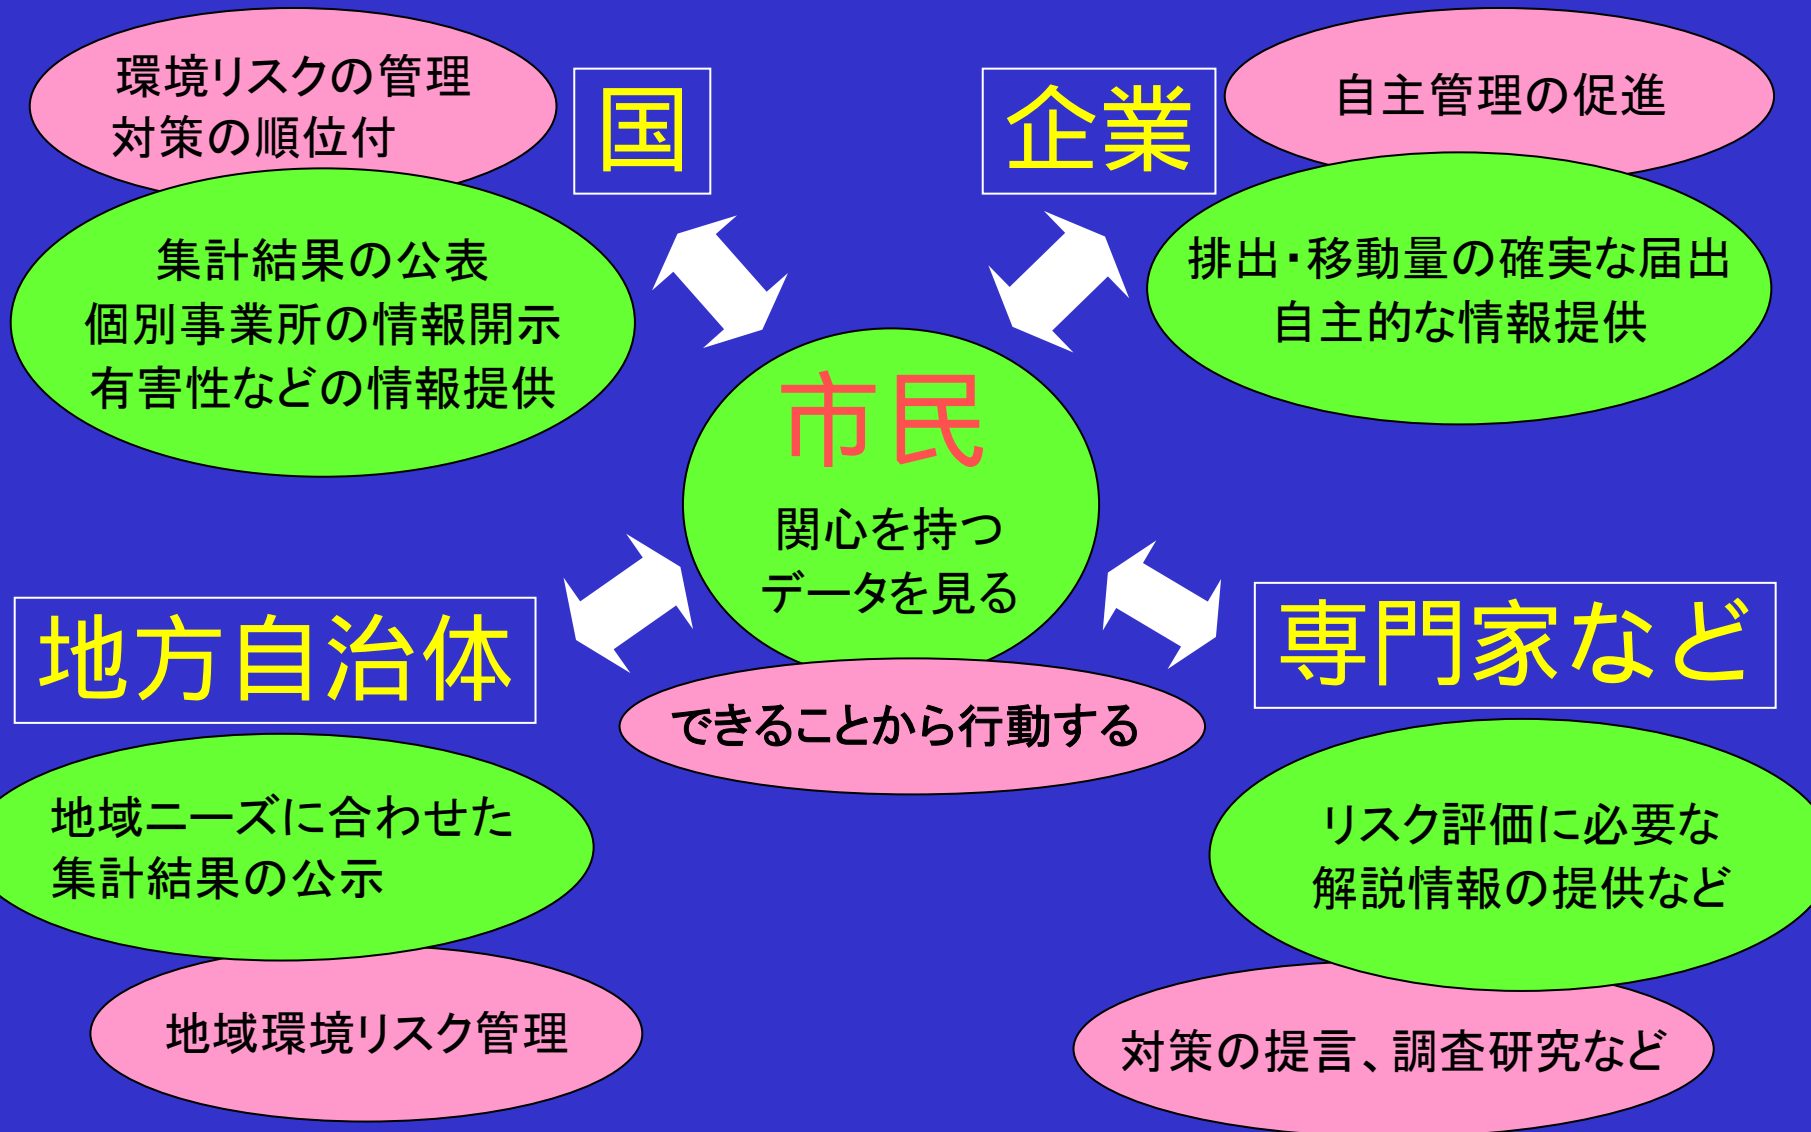 環境リスクの管理
対策の順位付
国
集計結果の公表
個別事業所の情報開示
有害性などの情報提供
企業
自主管理の促進
排出・移動量の確実な届出
自主的な情報提供
市民
関心を持つ
データを見る
できることから行動する
地方自治体
地域ニーズに合わせた
集計結果の公示
地域環境リスク管理
専門家など
リスク評価に必要な
解説情報の提供など
対策の提言、調査研究など